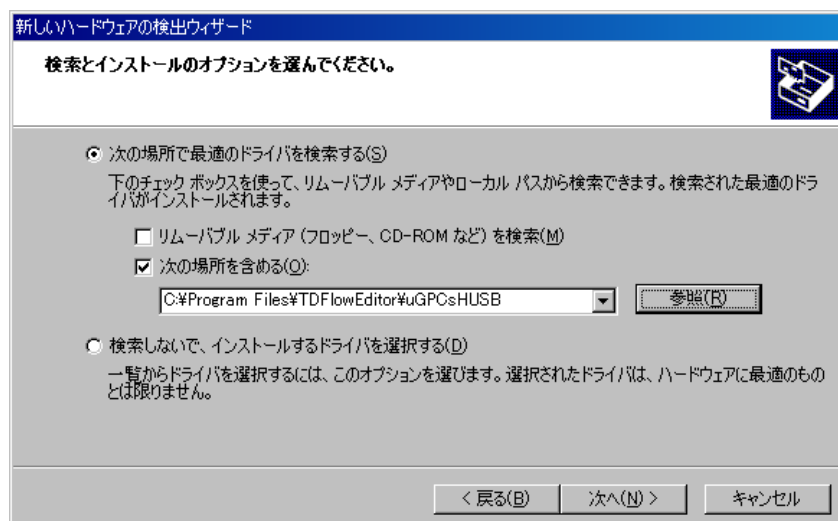 新しいハードウェアの検出ウィザード
検索とインストールのオプションを選んでください。
次の場所で最適のドライバを検索する(S)
下のチェック ボックスを使って、リムーバブル メディアやローカル パスから検索できます。検索された最適のドラ
イバがインストールされます。
リムーバブル メディア (フロッピー、CD-ROM など) を検索(M)
次の場所を含める(O):
C:¥Program Files¥TDFlowEditor¥uGPCsHUSB
参照(R)
検索しないで、インストールするドライバを選択する(D)
一覧からドライバを選択するには、このオプションを選びます。選択されたドライバは、ハードウェアに最適のもの
とは限りません。
< 戻る(B)
次へ(N) >
キャンセル